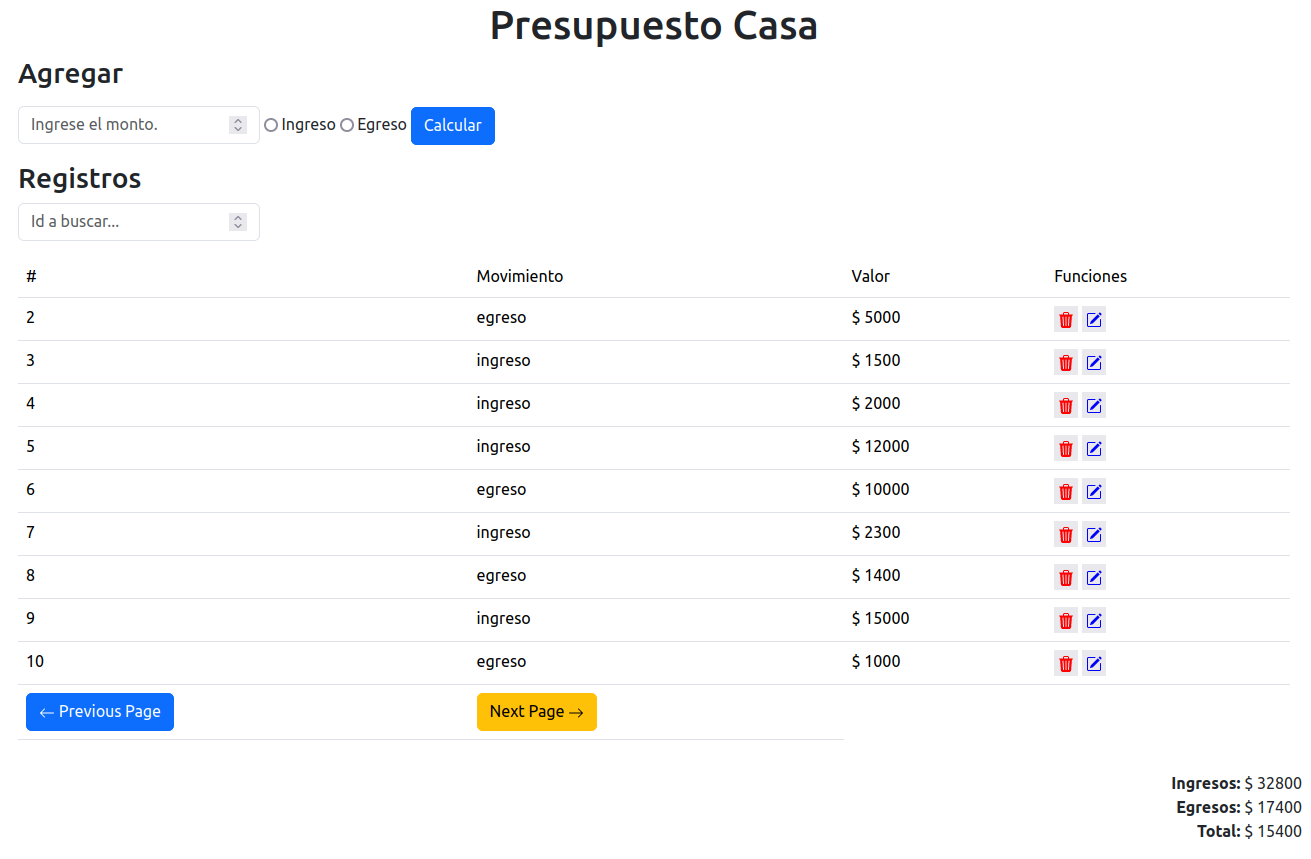 Presupuesto Casa
Agregar
Ingrese el monto. Ingreso Egreso Calcular
Registros
Id a buscar...
# Movimiento Valor Funciones
2 egreso $ 5000
3 ingreso $ 1500
4 ingreso $ 2000
5 ingreso $ 12000
6 egreso $ 10000
7 ingreso $ 2300
8 egreso $ 1400
9 ingreso $ 15000
10 egreso $ 1000
← Previous Page Next Page →
Ingresos: $ 32800
Egresos: $ 17400
Total: $ 15400